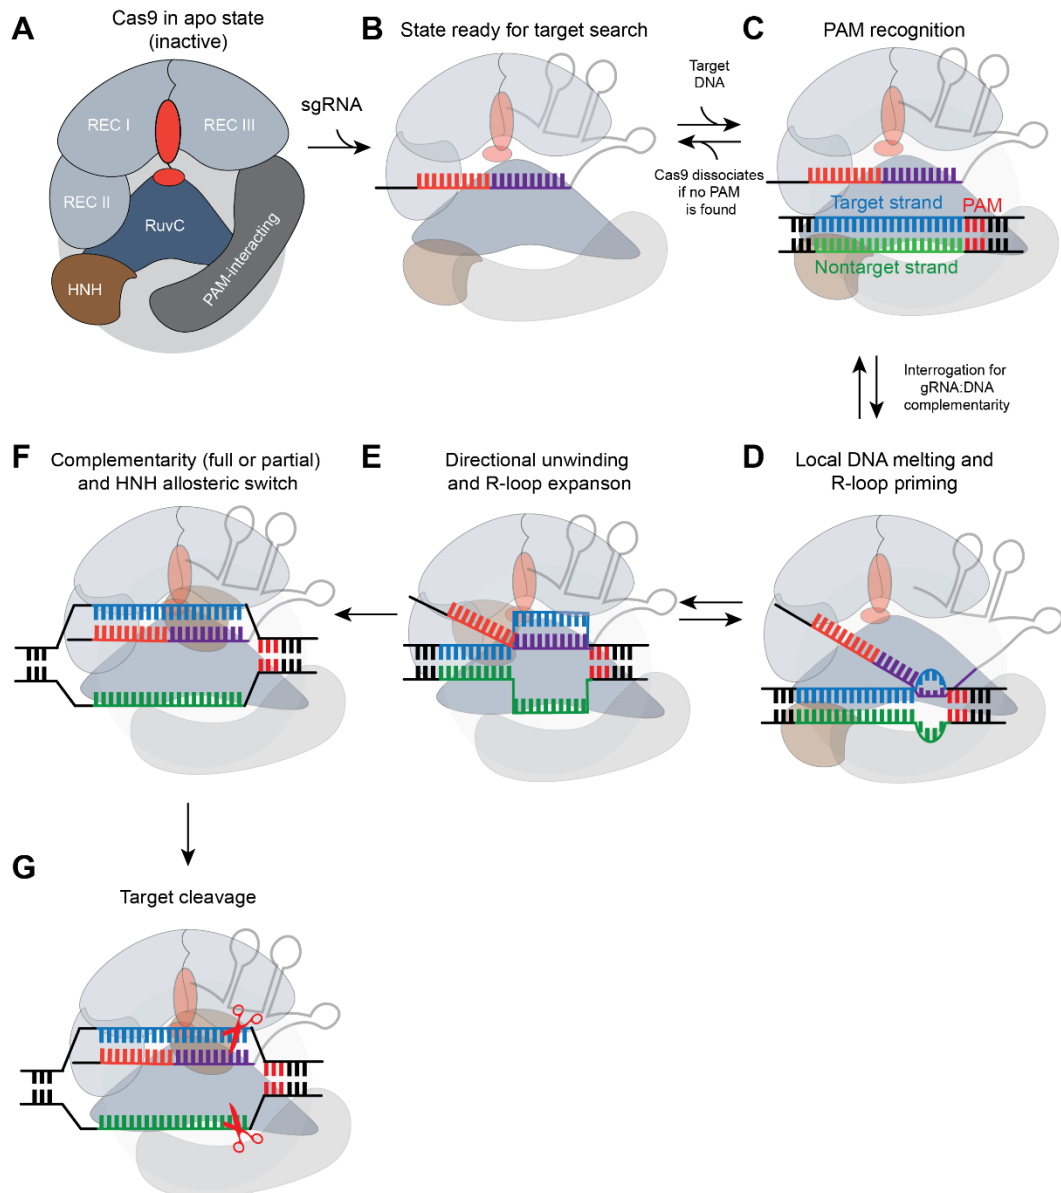 A
Cas9 in apo state
(inactive)
REC I
REC III
REC II
RuvC
HNH
PAM-interacting
sgRNA
B
State ready for target search
Target
DNA
Cas9 dissociates
if no PAM
is found
C
PAM recognition
Target strand
PAM
Nontarget strand
Interrogation for
gRNA:DNA
complementarity
F
Complementarity (full or partial)
and HNH allosteric switch
E
Directional unwinding
and R-loop expanson
D
Local DNA melting and
R-loop priming
G
Target cleavage